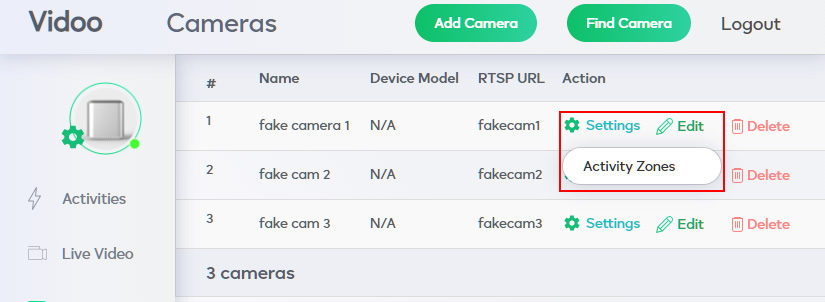 Vidoo Cameras Add Camera Find Camera Logout
# Name Device Model RTSP URL Action
1 fake camera 1 N/A fakecam1 Settings Edit Delete
Activity Zones
2 fake cam 2 N/A fakecam2 Delete
3 fake cam 3 N/A fakecam3 Settings Edit Delete
3 cameras
Activities
Live Video